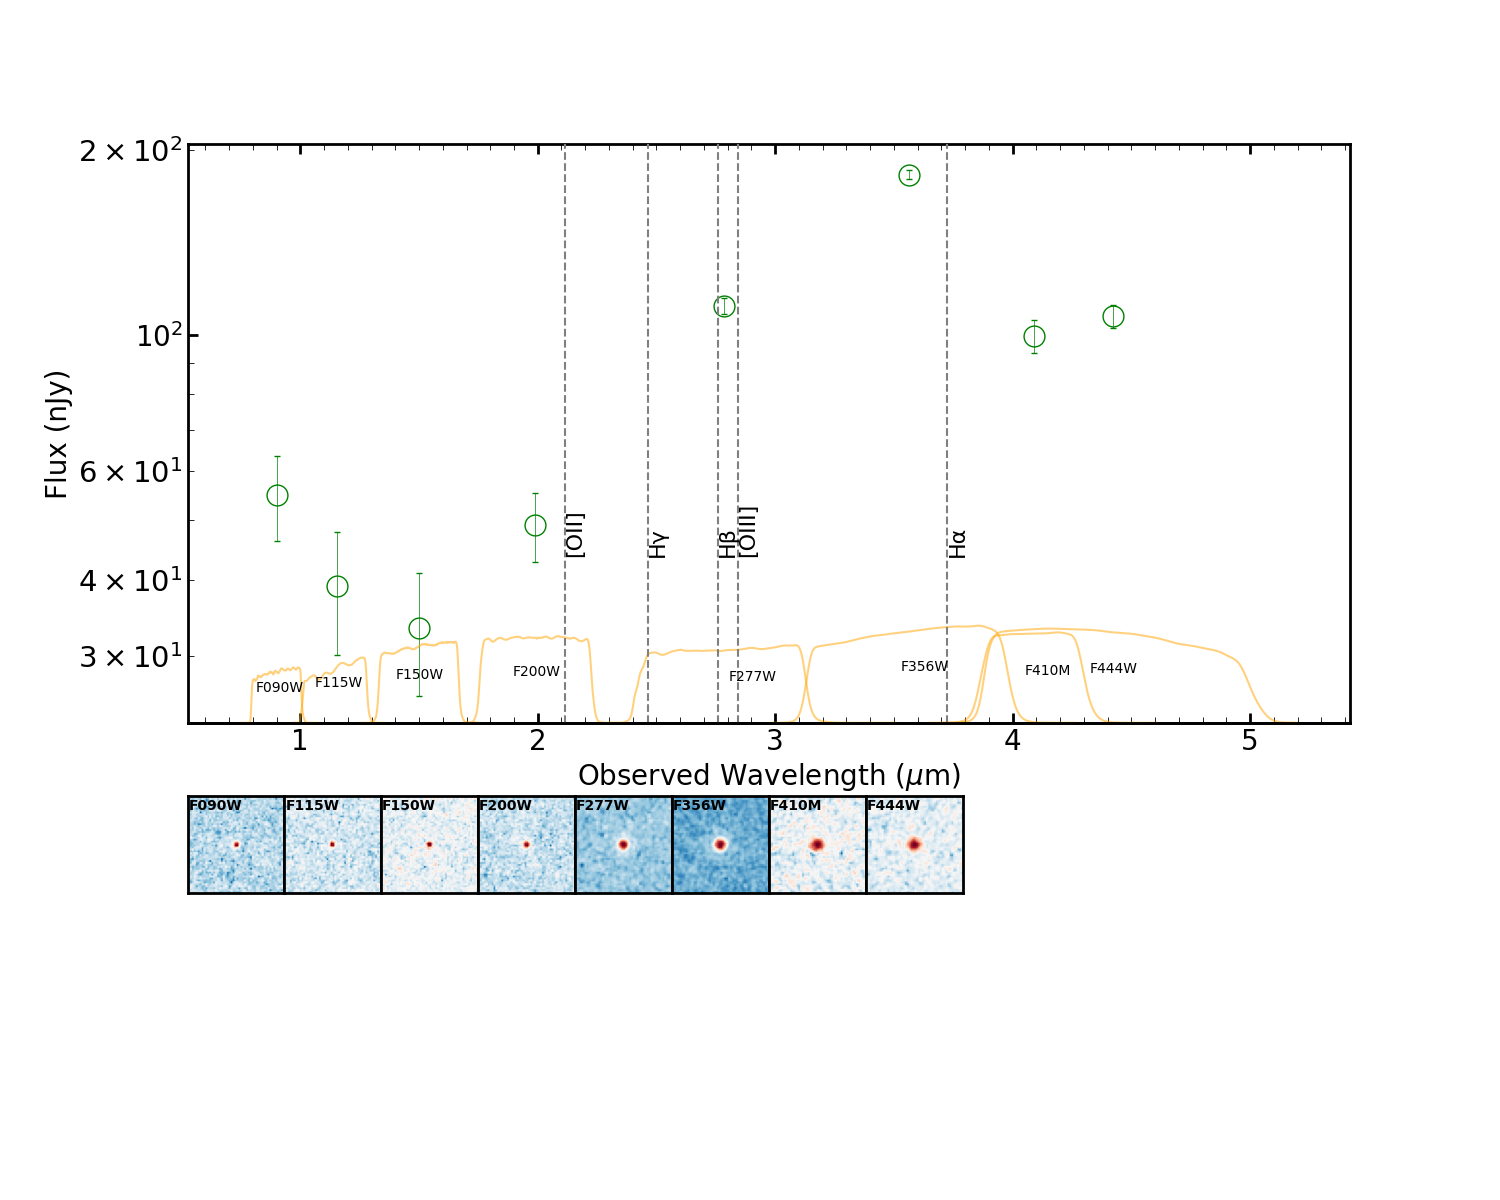 2 × 10²
10²
6 × 10¹
4 × 10¹
3 × 10¹
Flux (nJy)
[OII]
Hγ
Hβ
[OIII]
Hα
F090W
F115W
F150W
F200W
F277W
F356W
F410M
F444W
1 2 3 4 5
Observed Wavelength (μm)
F090W F115W F150W F200W F277W F356W F410M F444W